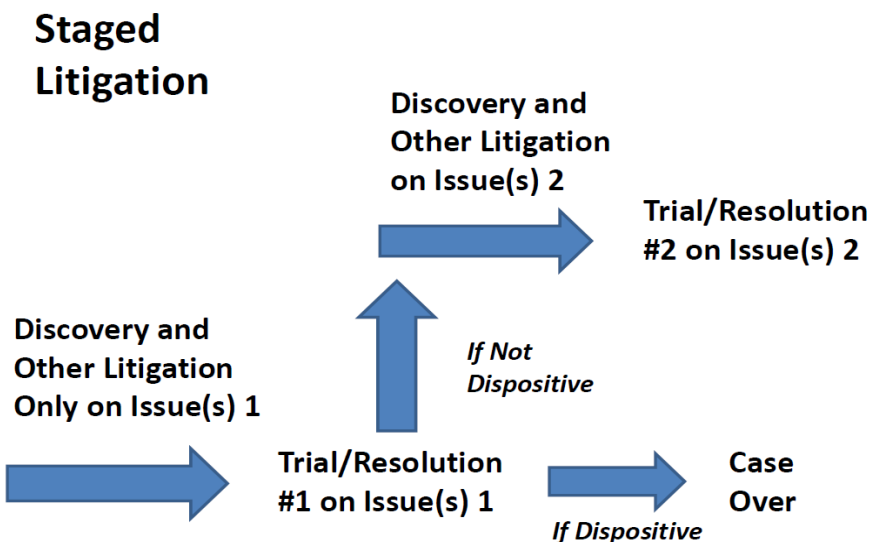 Staged
Litigation
Discovery and
Other Litigation
on Issue(s) 2
Trial/Resolution
#2 on Issue(s) 2
Discovery and
Other Litigation
Only on Issue(s) 1
If Not
Dispositive
Trial/Resolution
#1 on Issue(s) 1
Case
Over
If Dispositive